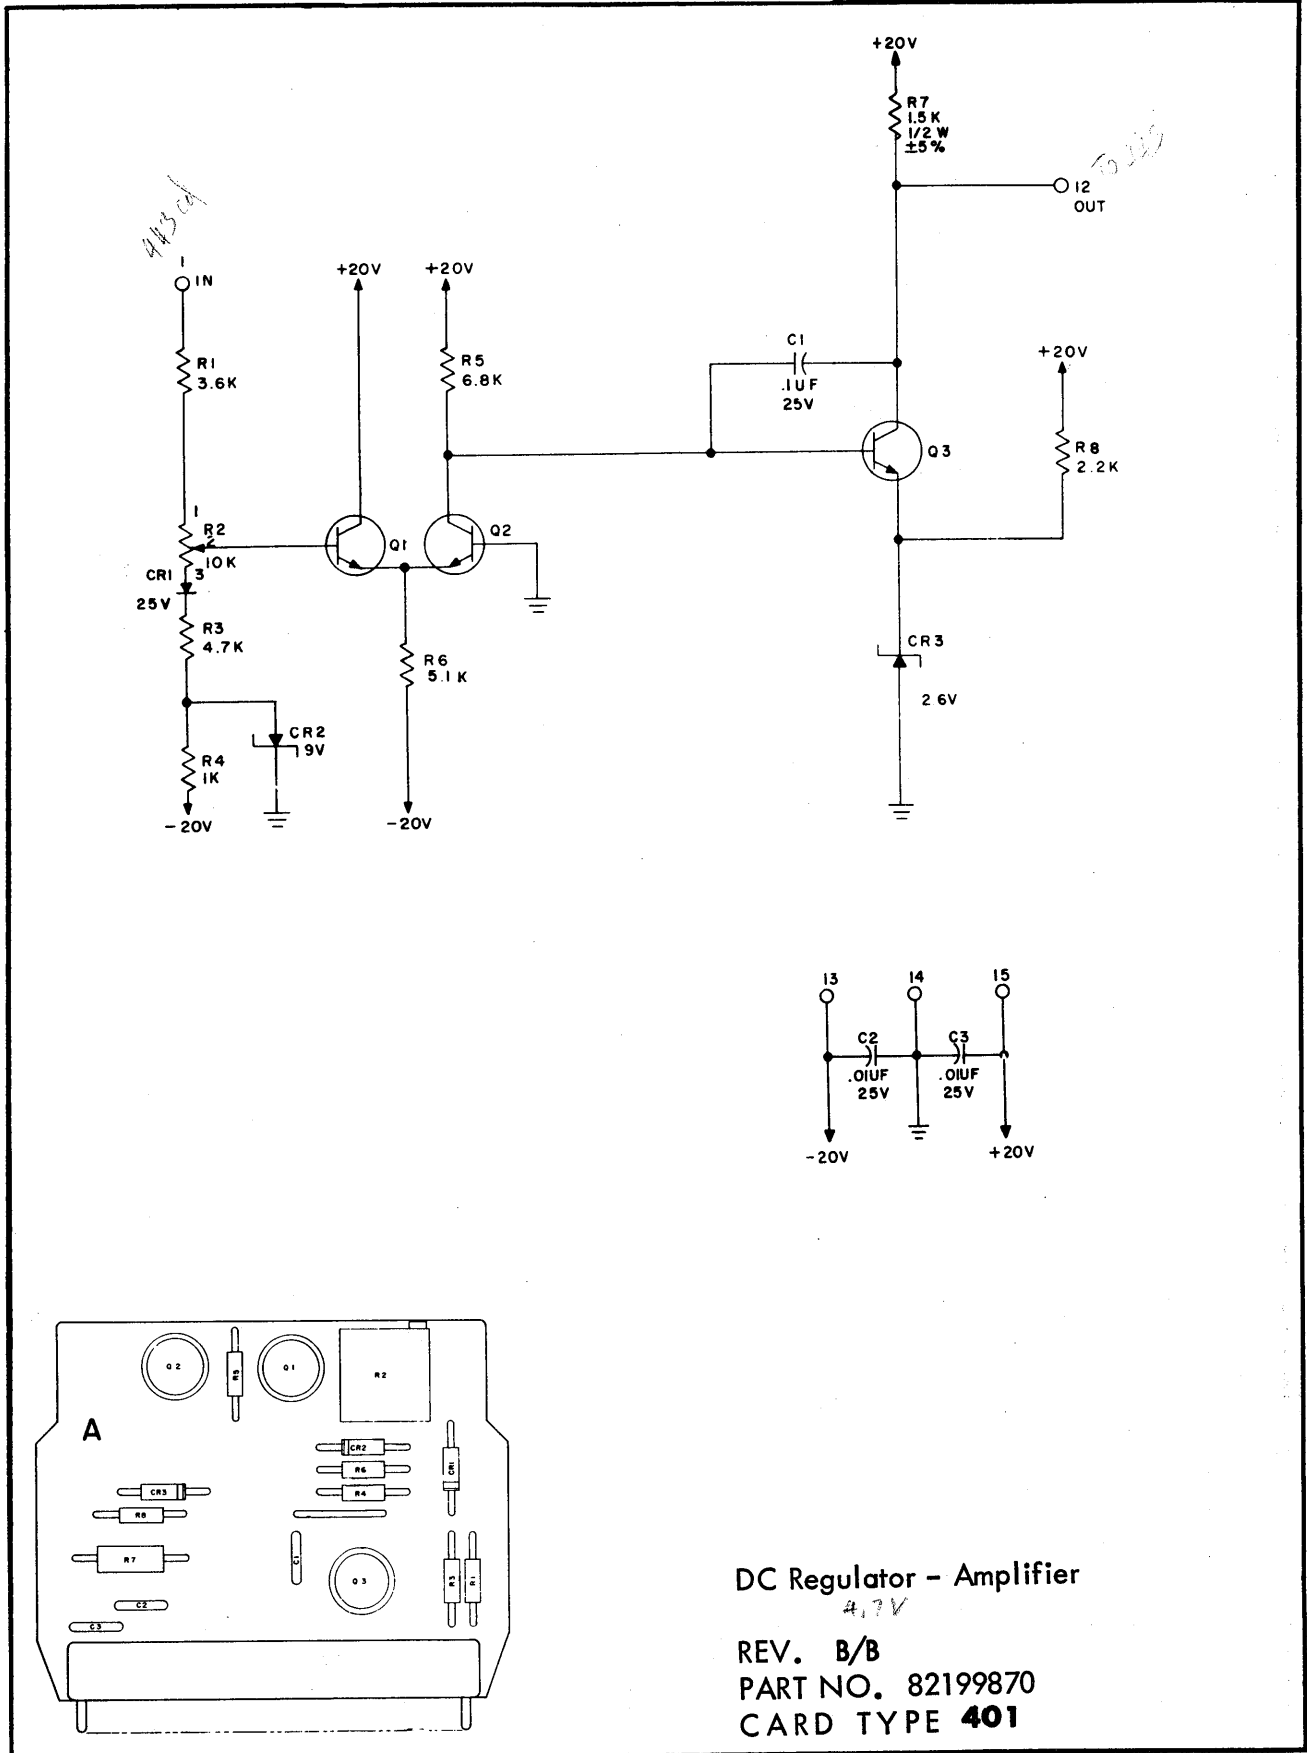 +20V
R7
1.5K
1/2 W
±5%
12
OUT
443 cd
1
IN
+20V
+20V
R1
3.6K
R5
6.8K
C1
.1UF
25V
+20V
Q3
R8
2.2K
1
R2
2
10K
Q1
Q2
CR1
3
25V
R3
4.7K
R6
5.1K
CR3
2.6V
CR2
9V
R4
1K
-20V
-20V
13
14
15
C2
.01UF
25V
C3
.01UF
25V
-20V
+20V
Q2
R5
Q1
R2
A
CR2
R6
CR1
R4
CR3
R8
R7
C1
Q3
R3
R1
C2
C3
DC Regulator - Amplifier
4.7V
REV. B/B
PART NO. 82199870
CARD TYPE 401